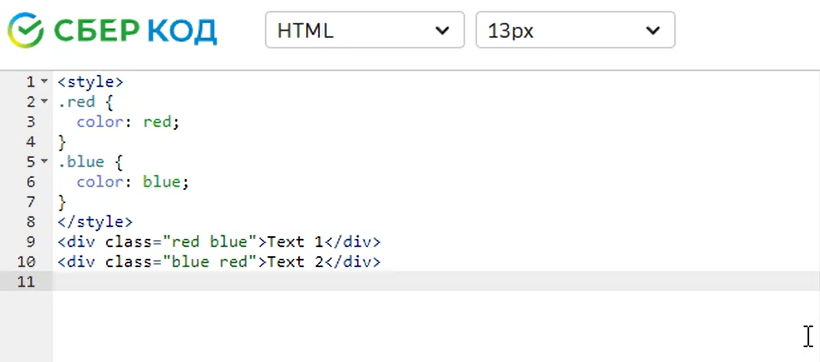 СБЕР КОД HTML 13px
1 <style>
2 .red {
3   color: red;
4 }
5 .blue {
6   color: blue;
7 }
8 </style>
9 <div class="red blue">Text 1</div>
10 <div class="blue red">Text 2</div>
11